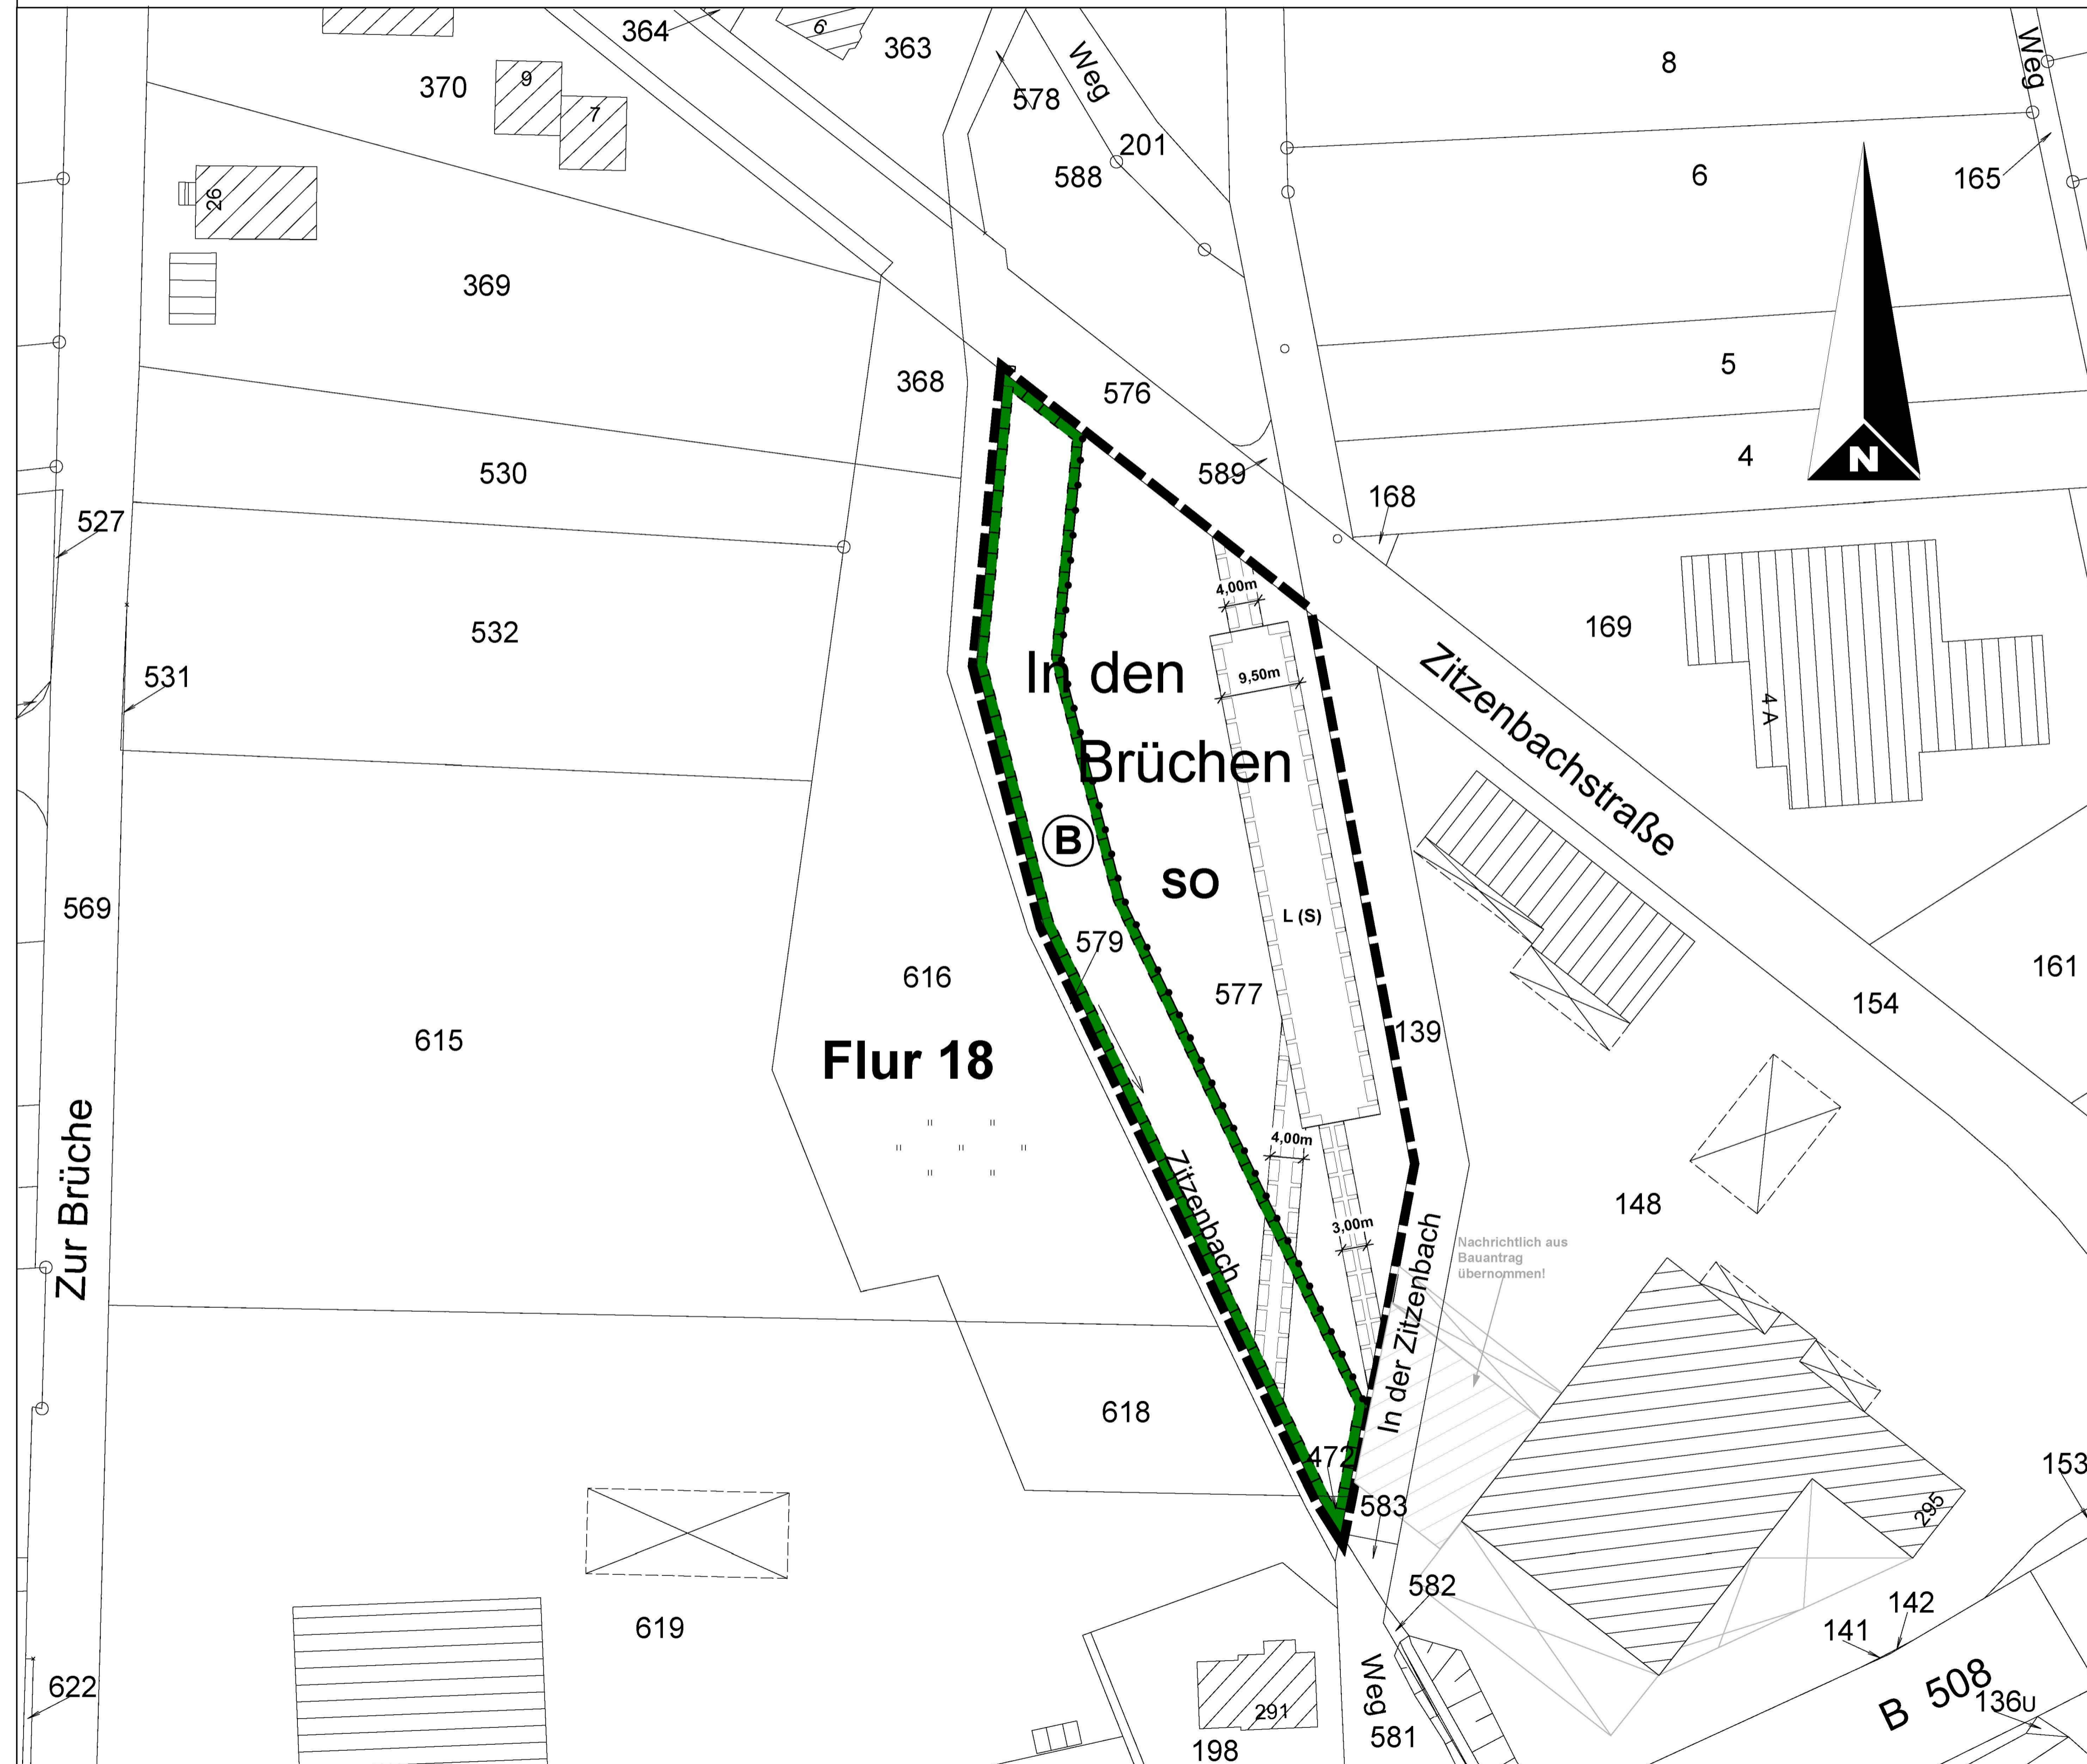 364
6
363
Weg
8
Weg
370
9
7
578
201
588
6
165
26
369
368
576
5
4
N
530
589
168
527
4,00m
532
531
169
In den
9,50m
Zitzenbachstraße
4 A
Brüchen
B
SO
L (S)
569
579
616
577
161
154
139
615
Flur 18
4,00m
Zur Brüche
Zitzenbach
148
3,00m
In der Zitzenbach
Nachrichtlich aus
Bauantrag
übernommen!
618
472
153
583
295
582
142
141
619
622
Weg
B 508
136u
291
581
198